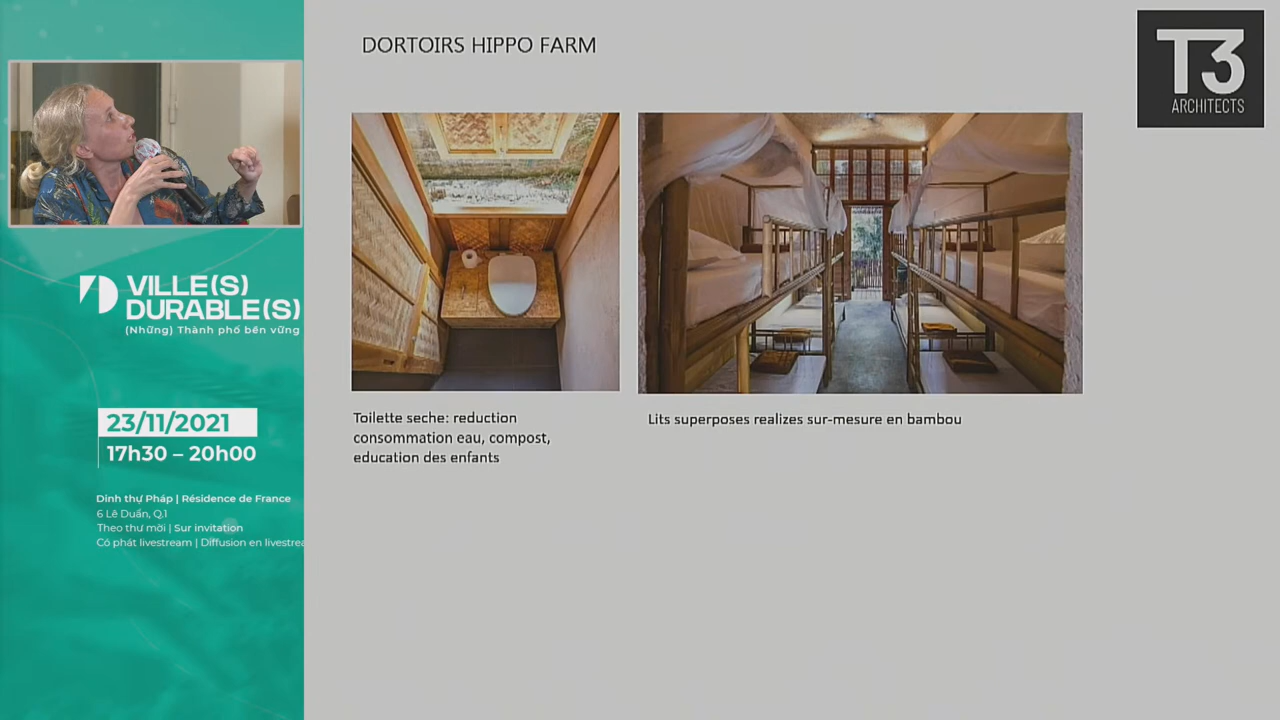 VILLE(S)
DURABLE(S)
(Những) Thành phố bền vững
23/11/2021
17h30 – 20h00
Dinh thự Pháp | Résidence de France
6 Lê Duẩn, Q.1
Theo thư mời | Sur invitation
Có phát livestream | Diffusion en livestrea
DORTOIRS HIPPO FARM
T3
ARCHITECTS
Toilette seche: reduction
consommation eau, compost,
education des enfants
Lits superposes realizes sur-mesure en bambou